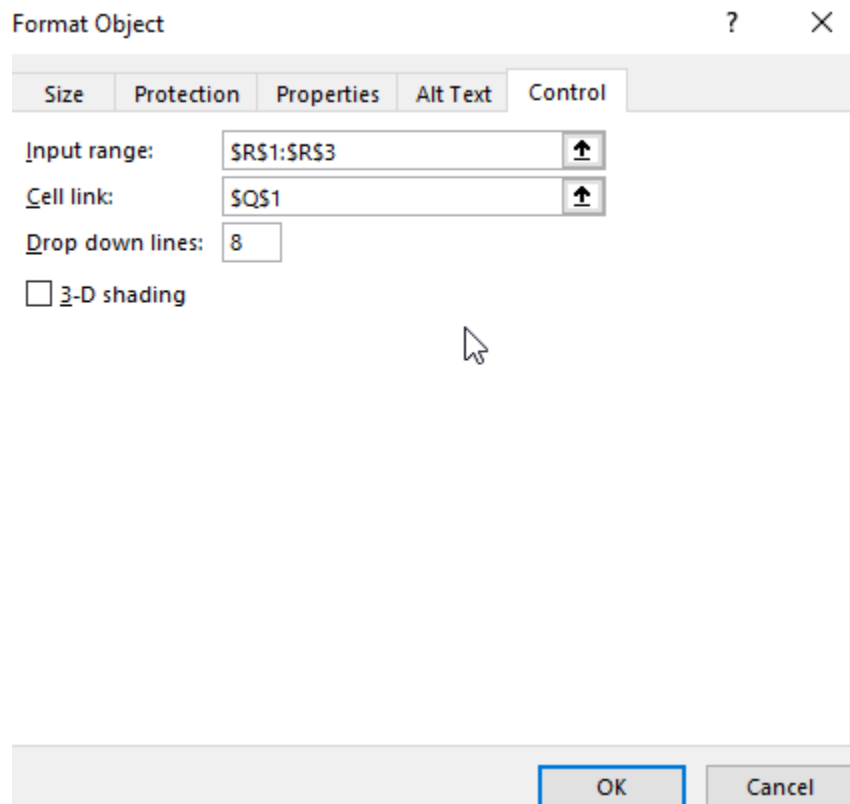 Format Object ? ×
Size Protection Properties Alt Text Control
Input range: $R$1:$R$3
Cell link: $Q$1
Drop down lines: 8
3-D shading
OK Cancel